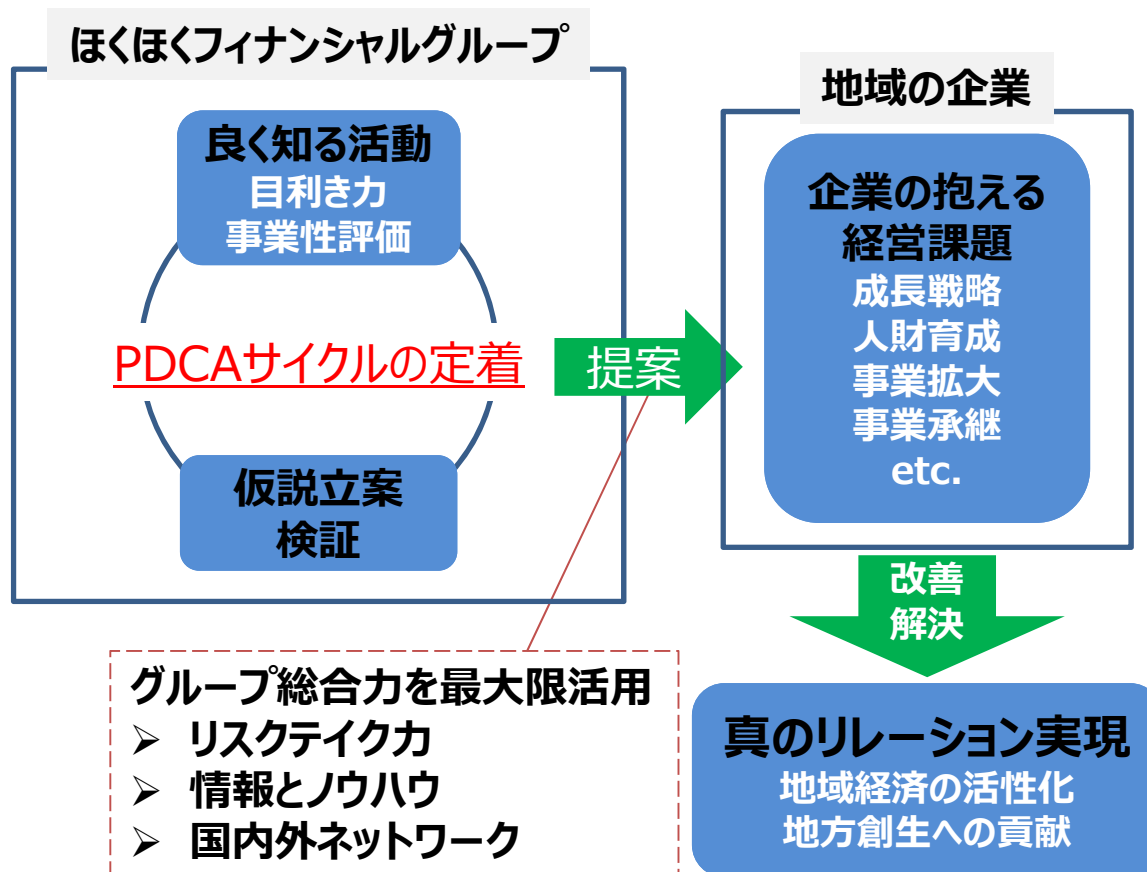 ほくほくフィナンシャルグループ
良く知る活動
目利き力
事業性評価
PDCAサイクルの定着
仮説立案
検証
提案
地域の企業
企業の抱える
経営課題
成長戦略
人財育成
事業拡大
事業承継
etc.
改善
解決
グループ総合力を最大限活用
➢ リスクテイク力
➢ 情報とノウハウ
➢ 国内外ネットワーク
真のリレーション実現
地域経済の活性化
地方創生への貢献